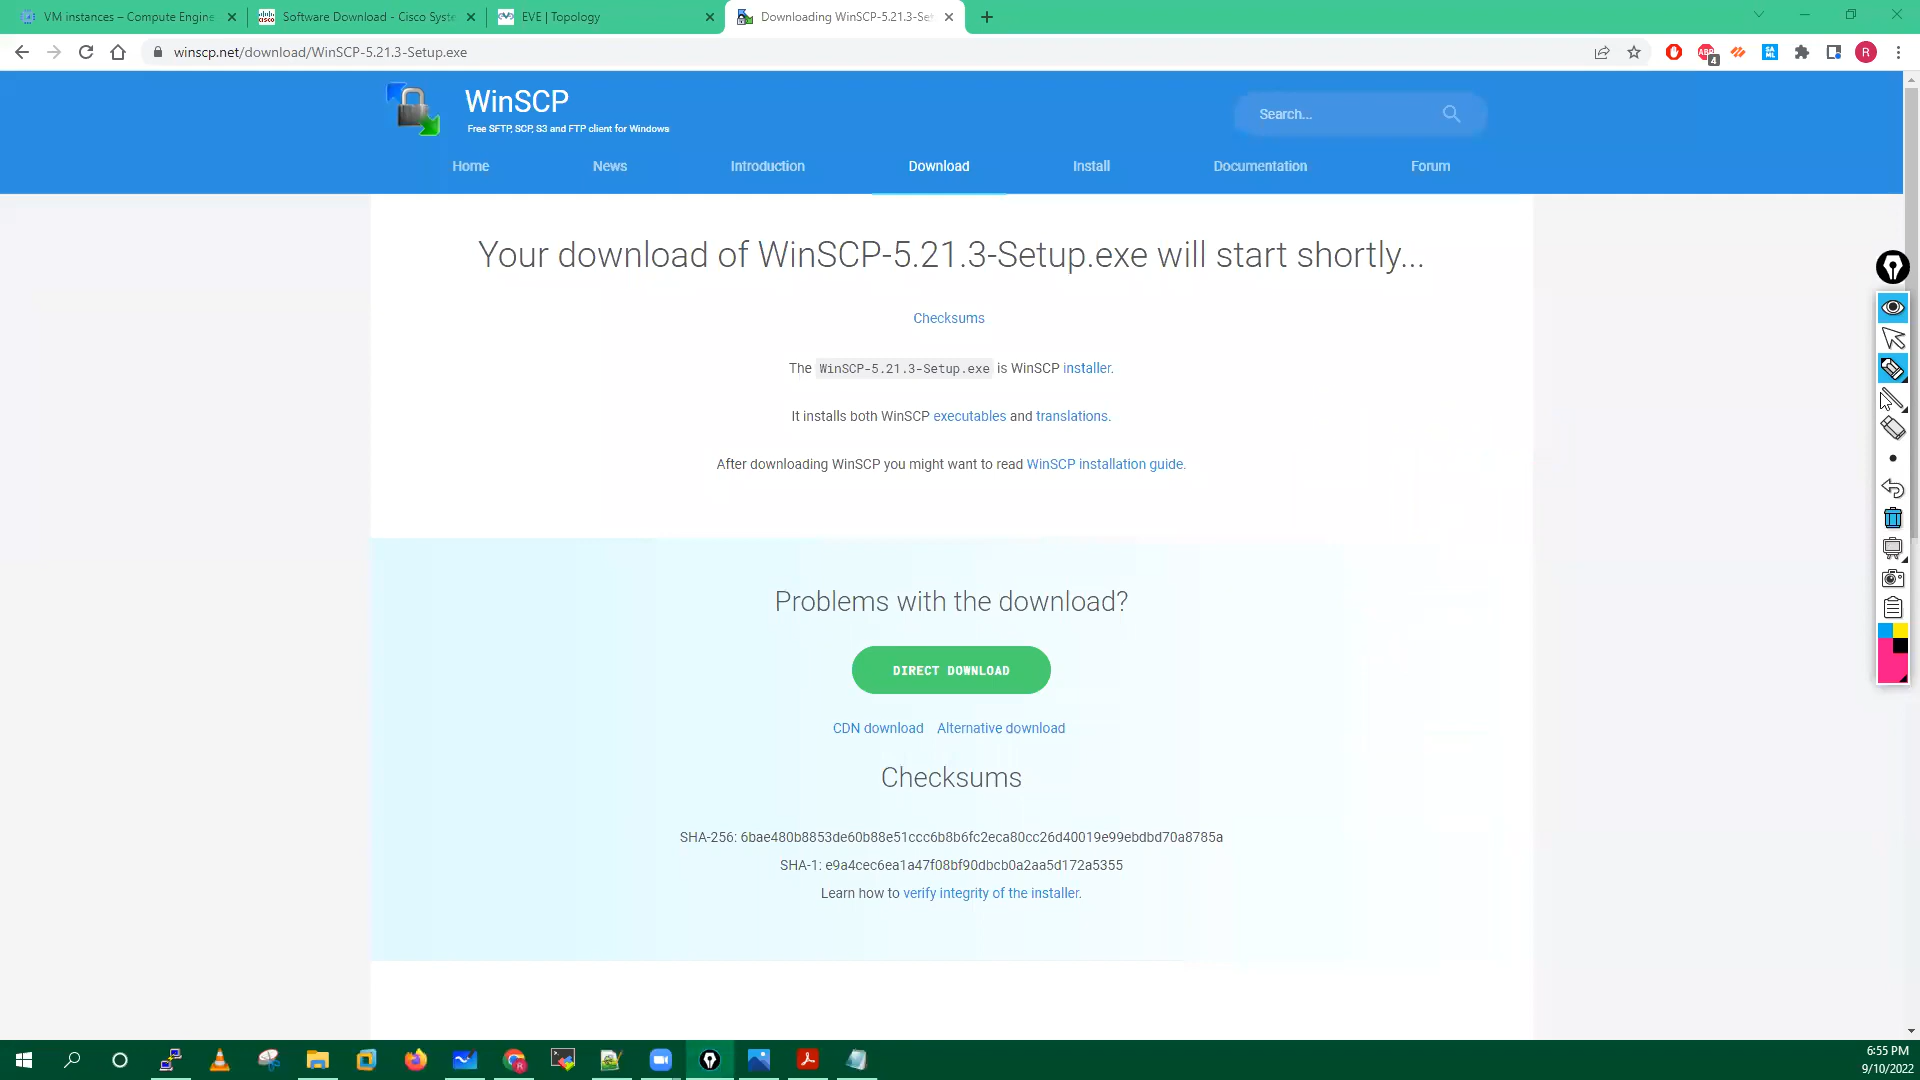 VM instances – Compute Engine
Software Download - Cisco Syste
EVE | Topology
Downloading WinSCP-5.21.3-Set
winscp.net/download/WinSCP-5.21.3-Setup.exe
4
R
WinSCP
Free SFTP, SCP, S3 and FTP client for Windows
Search...
Home
News
Introduction
Download
Install
Documentation
Forum
Your download of WinSCP-5.21.3-Setup.exe will start shortly...
Checksums
The WinSCP-5.21.3-Setup.exe is WinSCP installer.
It installs both WinSCP executables and translations.
After downloading WinSCP you might want to read WinSCP installation guide.
Problems with the download?
DIRECT DOWNLOAD
CDN download Alternative download
Checksums
SHA-256: 6bae480b8853de60b88e51ccc6b8b6fc2eca80cc26d40019e99ebdbd70a8785a
SHA-1: e9a4cec6ea1a47f08bf90dbcb0a2aa5d172a5355
Learn how to verify integrity of the installer.
6:55 PM
9/10/2022